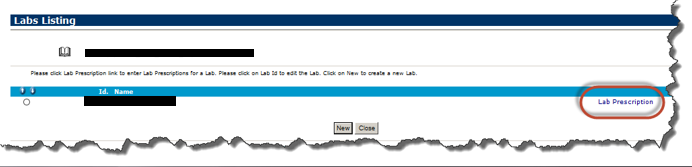 Labs Listing
Please click Lab Prescription link to enter Lab Prescriptions for a Lab. Please click on Lab Id to edit the Lab. Click on New to create a new Lab.
Id. Name
Lab Prescription
New Close